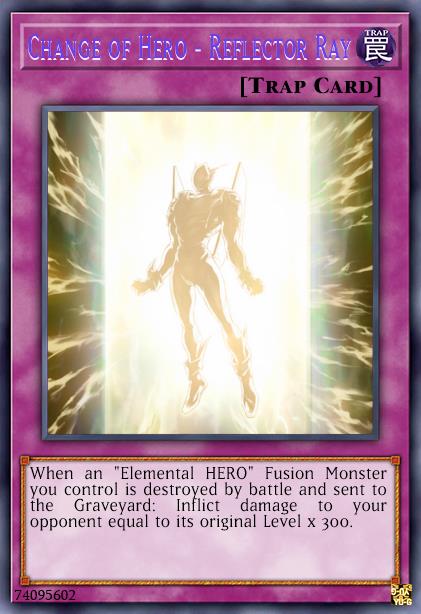 Change of Hero - Reflector Ray
TRAP
罠
[Trap Card]
When an "Elemental HERO" Fusion Monster
you control is destroyed by battle and sent to
the Graveyard: Inflict damage to your
opponent equal to its original Level x 300.
74095602